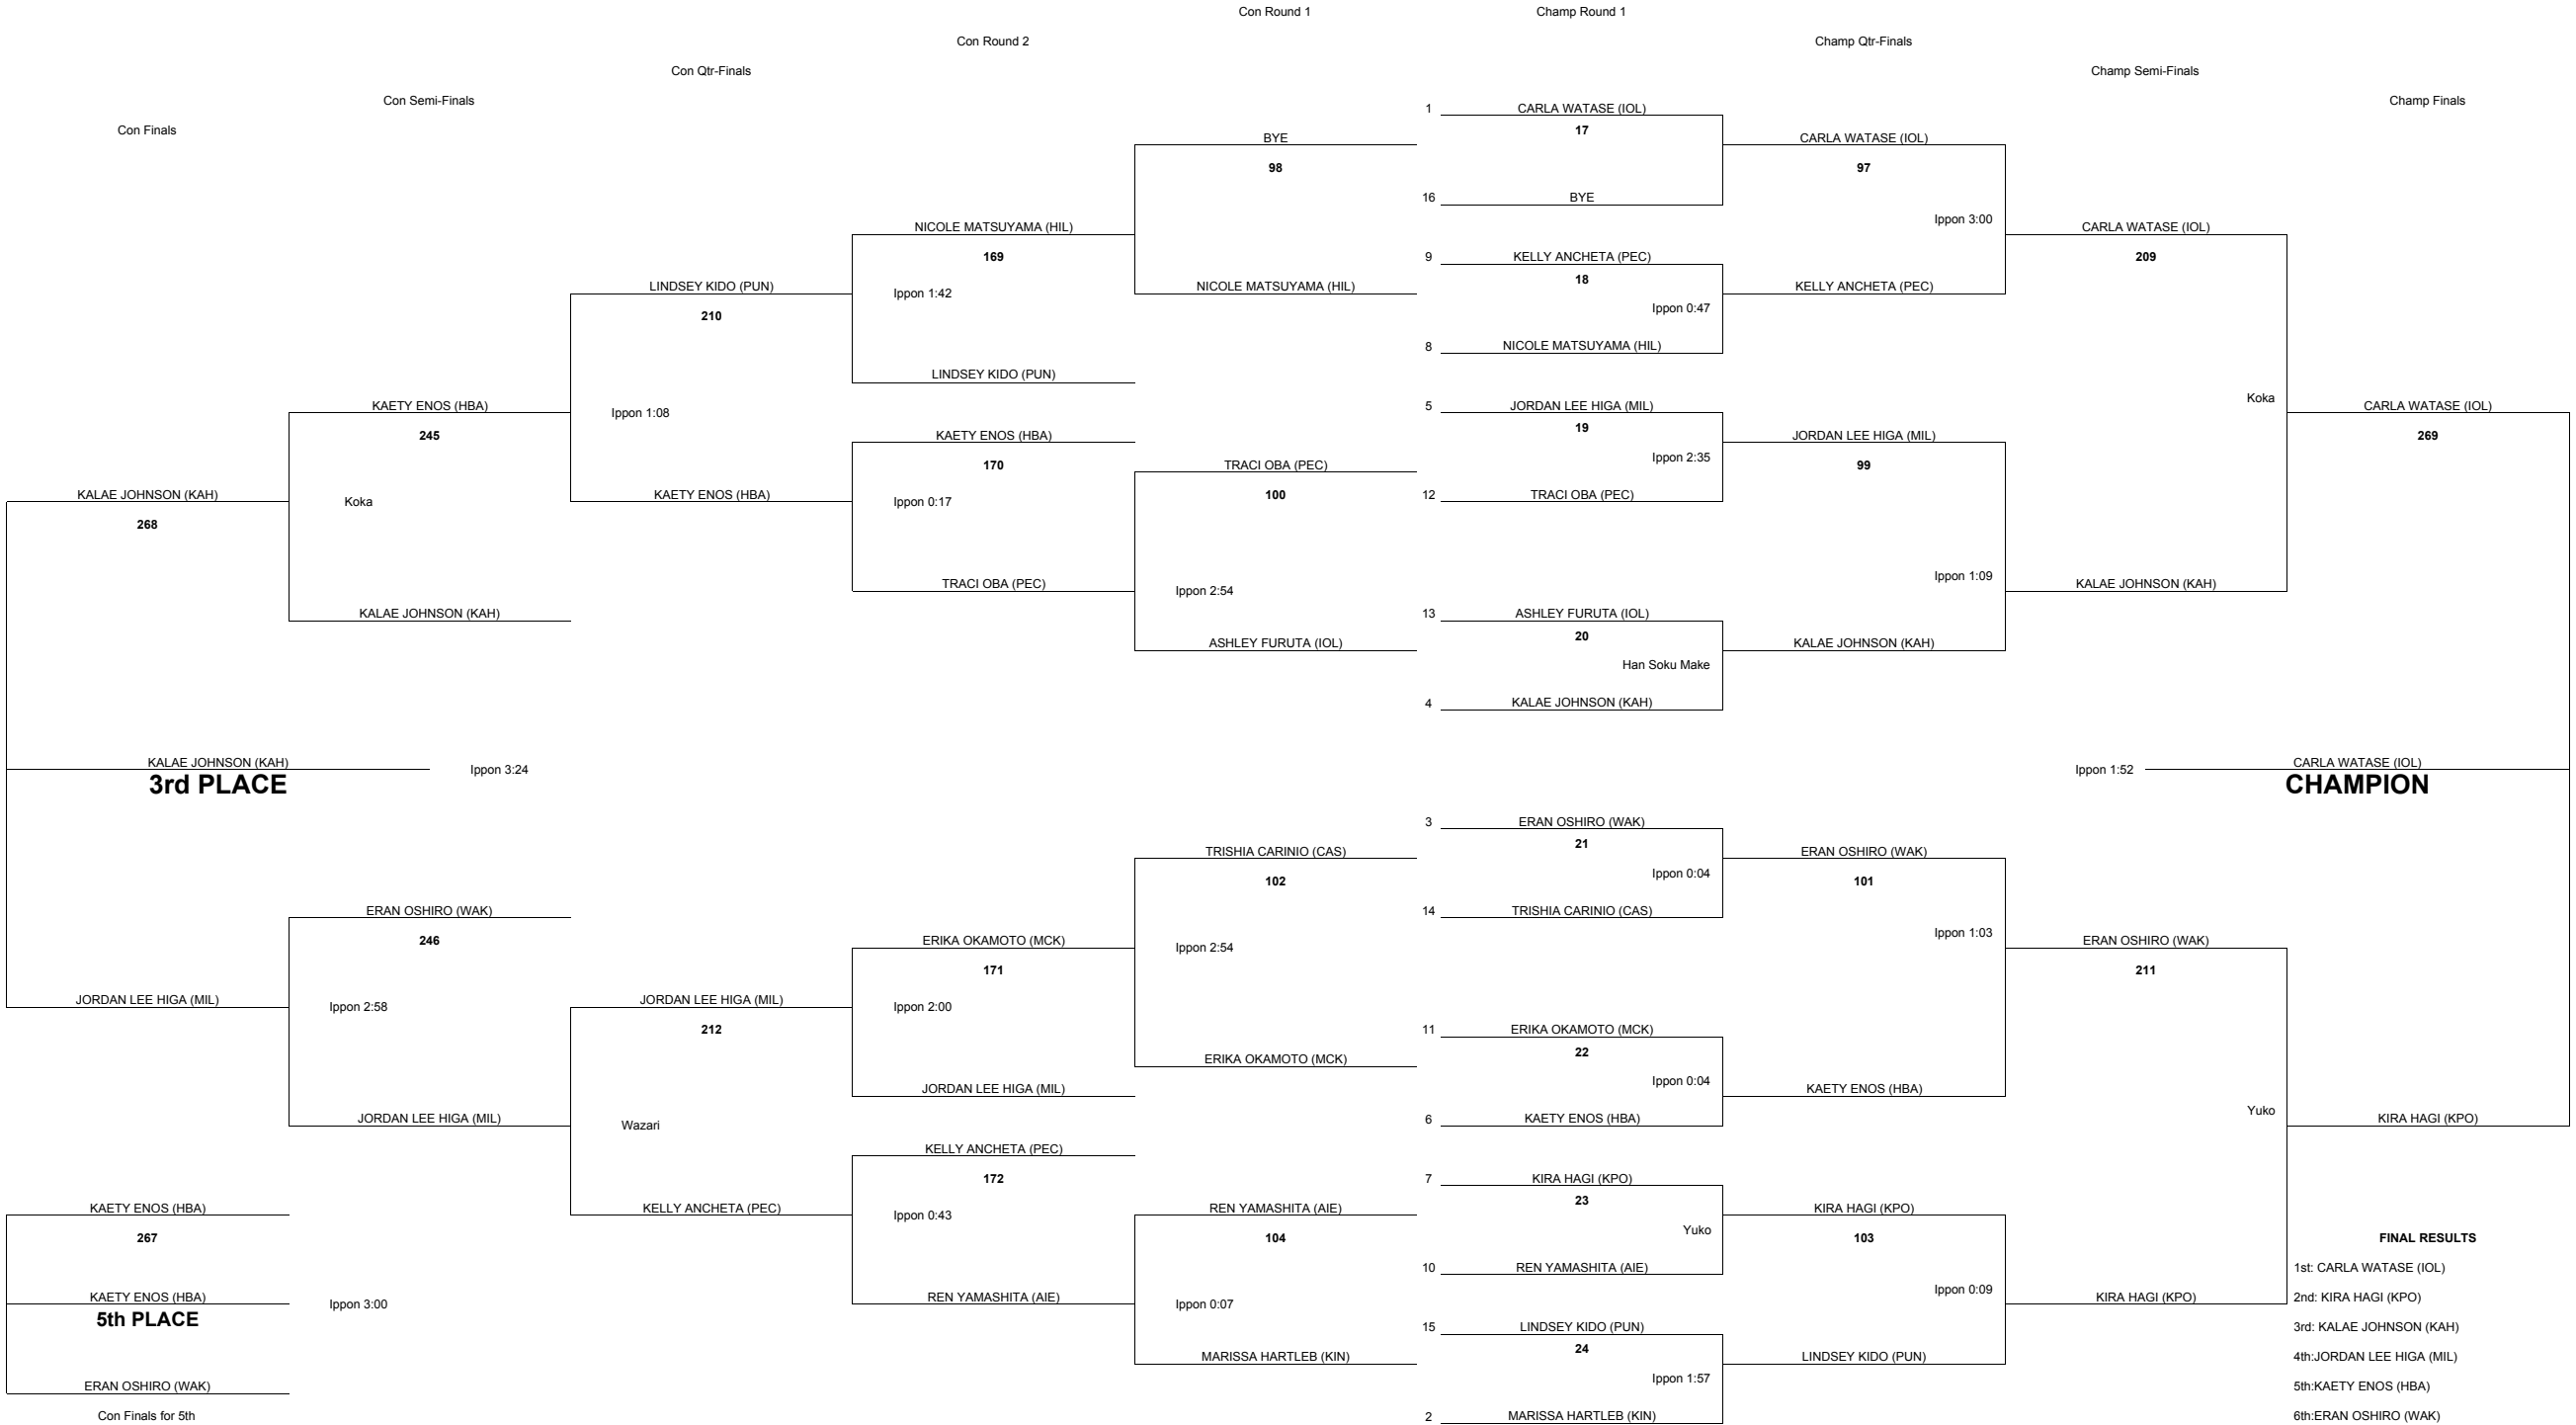 Con Round 1
Champ Round 1
Con Round 2
Champ Qtr-Finals
Con Qtr-Finals
Champ Semi-Finals
Con Semi-Finals
Champ Finals
Con Finals
1 CARLA WATASE (IOL)
17
BYE
CARLA WATASE (IOL)
98
97
16 BYE
Ippon 3:00
NICOLE MATSUYAMA (HIL)
CARLA WATASE (IOL)
169
9 KELLY ANCHETA (PEC)
209
18
LINDSEY KIDO (PUN)
Ippon 1:42
NICOLE MATSUYAMA (HIL)
KELLY ANCHETA (PEC)
210
Ippon 0:47
8 NICOLE MATSUYAMA (HIL)
LINDSEY KIDO (PUN)
Koka
KAETY ENOS (HBA)
Ippon 1:08
5 JORDAN LEE HIGA (MIL)
CARLA WATASE (IOL)
245
19
269
KAETY ENOS (HBA)
JORDAN LEE HIGA (MIL)
170
TRACI OBA (PEC)
Ippon 2:35
99
KALAE JOHNSON (KAH)
Koka
KAETY ENOS (HBA)
Ippon 0:17
100
12 TRACI OBA (PEC)
268
TRACI OBA (PEC)
Ippon 2:54
Ippon 1:09
KALAE JOHNSON (KAH)
KALAE JOHNSON (KAH)
13 ASHLEY FURUTA (IOL)
20
ASHLEY FURUTA (IOL)
KALAE JOHNSON (KAH)
Han Soku Make
4 KALAE JOHNSON (KAH)
KALAE JOHNSON (KAH)
Ippon 3:24
Ippon 1:52
CARLA WATASE (IOL)
3rd PLACE
CHAMPION
3 ERAN OSHIRO (WAK)
21
TRISHIA CARINIO (CAS)
ERAN OSHIRO (WAK)
102
Ippon 0:04
101
ERAN OSHIRO (WAK)
14 TRISHIA CARINIO (CAS)
246
ERIKA OKAMOTO (MCK)
Ippon 2:54
Ippon 1:03
ERAN OSHIRO (WAK)
171
211
JORDAN LEE HIGA (MIL)
Ippon 2:58
JORDAN LEE HIGA (MIL)
Ippon 2:00
212
11 ERIKA OKAMOTO (MCK)
22
ERIKA OKAMOTO (MCK)
Ippon 0:04
JORDAN LEE HIGA (MIL)
KAETY ENOS (HBA)
JORDAN LEE HIGA (MIL)
Wazari
6 KAETY ENOS (HBA)
Yuko
KIRA HAGI (KPO)
KELLY ANCHETA (PEC)
172
7 KIRA HAGI (KPO)
23
KAETY ENOS (HBA)
KELLY ANCHETA (PEC)
Ippon 0:43
REN YAMASHITA (AIE)
KIRA HAGI (KPO)
267
104
Yuko
103
FINAL RESULTS
10 REN YAMASHITA (AIE)
1st: CARLA WATASE (IOL)
KAETY ENOS (HBA)
Ippon 3:00
REN YAMASHITA (AIE)
Ippon 0:07
Ippon 0:09
KIRA HAGI (KPO)
2nd: KIRA HAGI (KPO)
5th PLACE
15 LINDSEY KIDO (PUN)
3rd: KALAE JOHNSON (KAH)
24
MARISSA HARTLEB (KIN)
LINDSEY KIDO (PUN)
4th:JORDAN LEE HIGA (MIL)
Ippon 1:57
ERAN OSHIRO (WAK)
5th:KAETY ENOS (HBA)
Con Finals for 5th
2 MARISSA HARTLEB (KIN)
6th:ERAN OSHIRO (WAK)